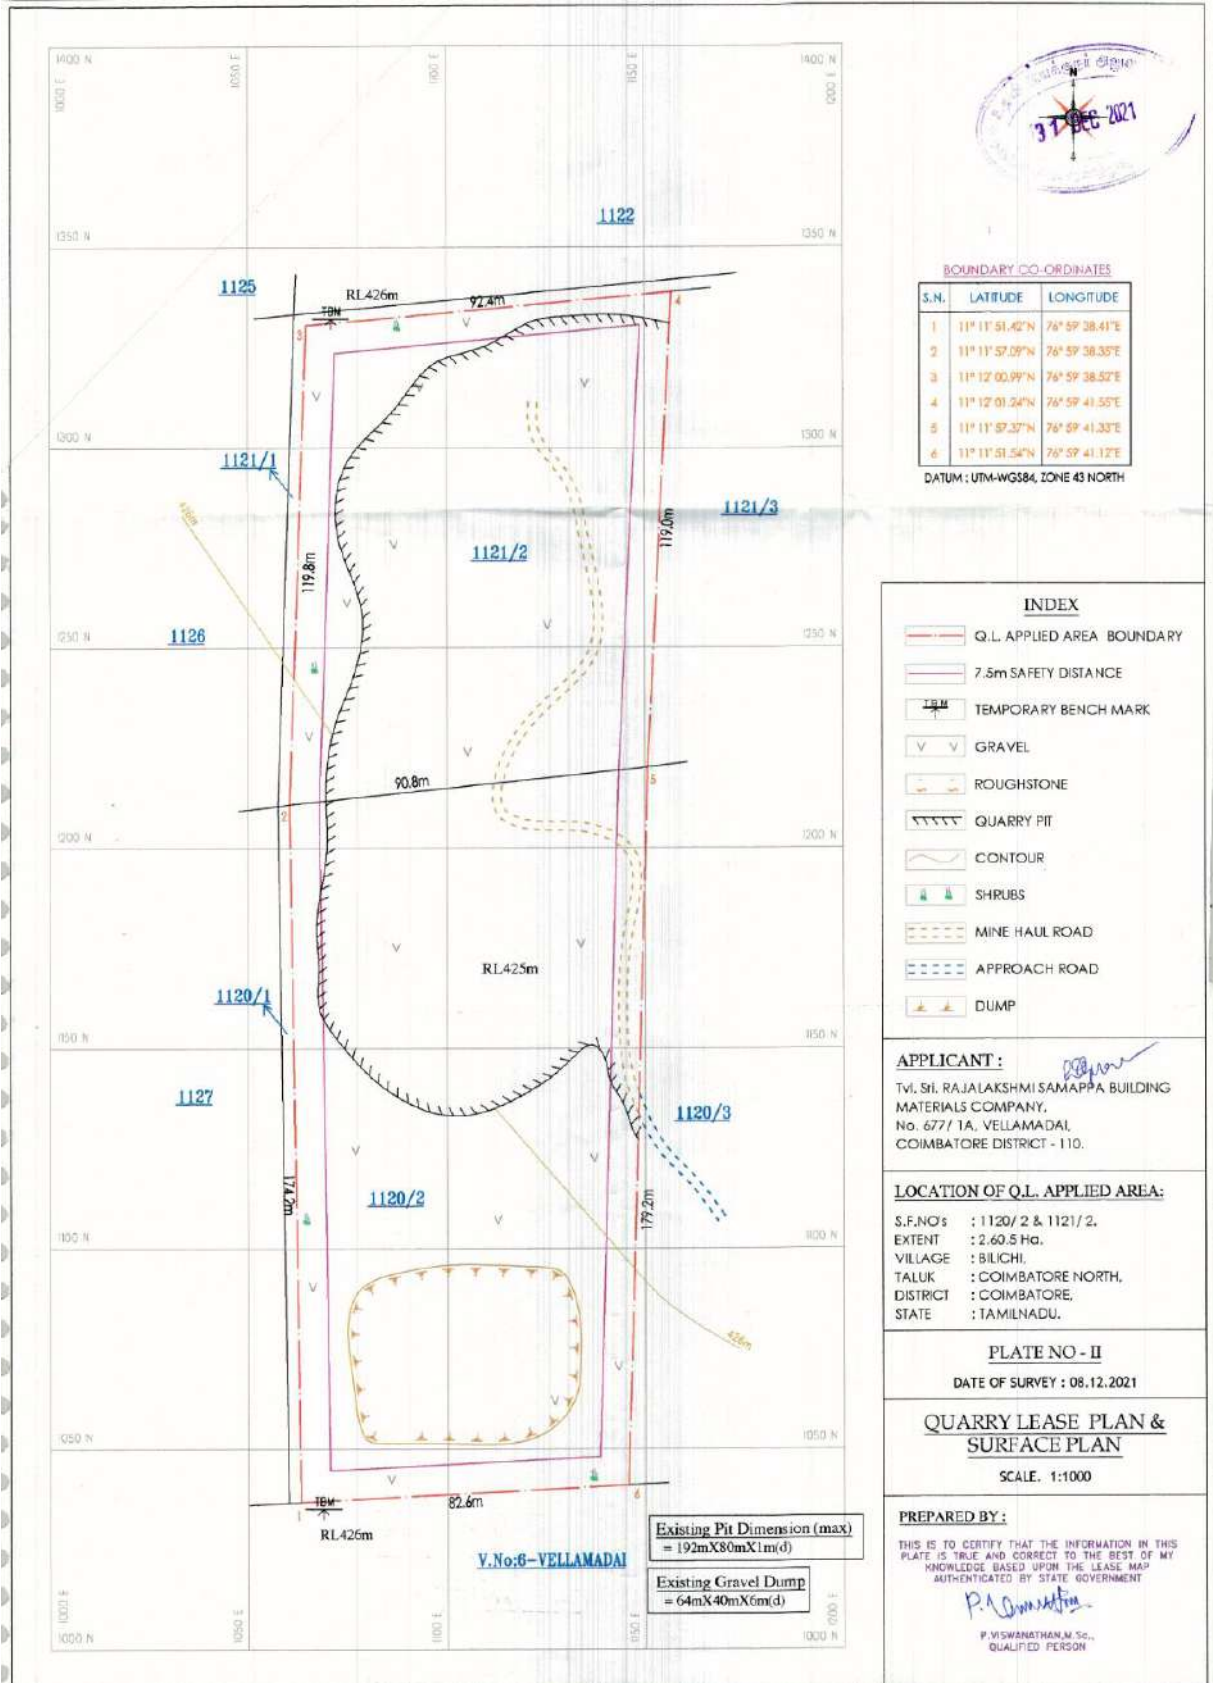 1400 N
1400 N
1000 E
1050 E
1100 E
1150 E
1200 E
N
31 DEC 2021
1350 N
1350 N
1122
1125
RL426m
TBM
92.4m
3
4
BOUNDARY CO-ORDINATES
S.N. LATITUDE LONGITUDE
1 11° 11' 51.42"N 76° 59' 38.41"E
2 11° 11' 57.09"N 76° 59' 38.35"E
3 11° 12' 00.99"N 76° 59' 38.52"E
4 11° 12' 01.24"N 76° 59' 41.55"E
5 11° 11' 57.37"N 76° 59' 41.33"E
6 11° 11' 51.54"N 76° 59' 41.12"E
DATUM : UTM-WGS84, ZONE 43 NORTH
1300 N
1300 N
1121/1
426m
1121/2
1121/3
119.0m
119.8m
1126
1250 N
1250 N
90.8m
5
2
1200 N
1200 N
RL425m
1120/1
1150 N
1150 N
1127
1120/3
1120/2
174.2m
179.2m
1100 N
1100 N
426m
1050 N
1050 N
TBM
1
82.6m
6
RL426m
V.No:6-VELLAMADAI
Existing Pit Dimension (max)
= 192mX80mX1m(d)
Existing Gravel Dump
= 64mX40mX6m(d)
1000 E
1050 E
1100 E
1150 E
1200 E
1000 N
1000 N
INDEX
Q.L. APPLIED AREA BOUNDARY
7.5m SAFETY DISTANCE
TBM TEMPORARY BENCH MARK
GRAVEL
ROUGHSTONE
QUARRY PIT
CONTOUR
SHRUBS
MINE HAUL ROAD
APPROACH ROAD
DUMP
APPLICANT :
Tvl. Sri. RAJALAKSHMI SAMAPPA BUILDING
MATERIALS COMPANY,
No. 677/ 1A, VELLAMADAI,
COIMBATORE DISTRICT - 110.
LOCATION OF Q.L. APPLIED AREA:
S.F.NO's : 1120/ 2 & 1121/ 2,
EXTENT : 2.60.5 Ha,
VILLAGE : BILICHI,
TALUK : COIMBATORE NORTH,
DISTRICT : COIMBATORE,
STATE : TAMILNADU.
PLATE NO - II
DATE OF SURVEY : 08.12.2021
QUARRY LEASE PLAN &
SURFACE PLAN
SCALE. 1:1000
PREPARED BY :
THIS IS TO CERTIFY THAT THE INFORMATION IN THIS
PLATE IS TRUE AND CORRECT TO THE BEST OF MY
KNOWLEDGE BASED UPON THE LEASE MAP
AUTHENTICATED BY STATE GOVERNMENT
P.VISWANATHAN,M.Sc.,
QUALIFIED PERSON